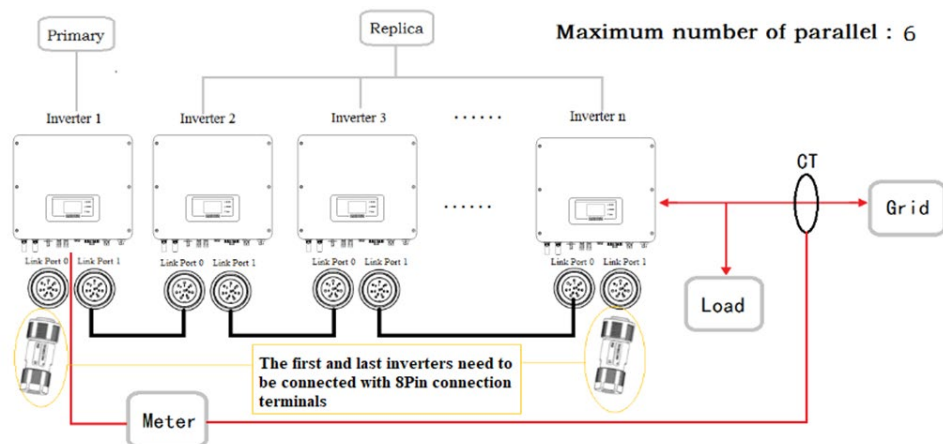 Primary
Replica
Maximum number of parallel : 6
Inverter 1
Inverter 2
Inverter 3
......
Inverter n
CT
Grid
......
Link Port 0
Link Port 1
Link Port 0
Link Port 1
Link Port 0
Link Port 1
Link Port 0
Link Port 1
Load
The first and last inverters need to
be connected with 8Pin connection
terminals
Meter